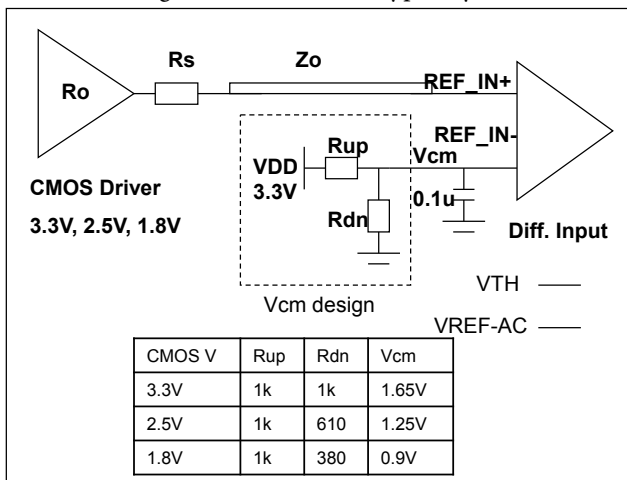 Rs
Zo
Ro
REF_IN+
REF_IN-
Rup
Vcm
VDD
3.3V
0.1u
Rdn
CMOS Driver
3.3V, 2.5V, 1.8V
Diff. Input
Vcm design
VTH
VREF-AC
CMOS V Rup Rdn Vcm
3.3V 1k 1k 1.65V
2.5V 1k 610 1.25V
1.8V 1k 380 0.9V